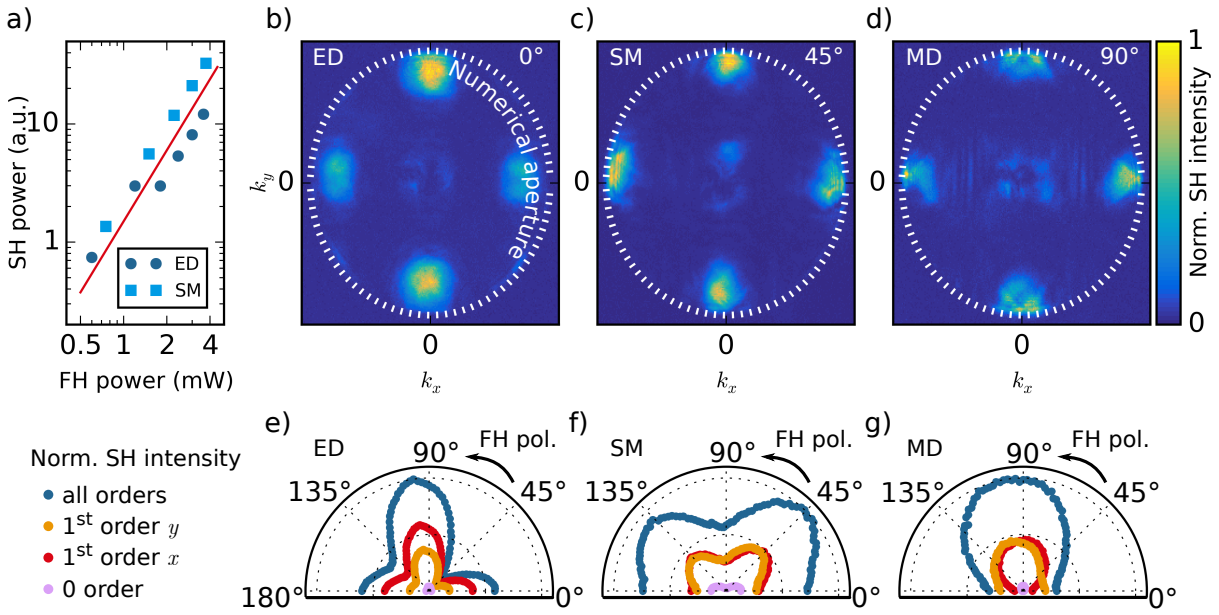 a)
SH power (a.u.)
10
1
ED
SM
0.5 1 2 4
FH power (mW)
b)
ED
0°
Numerical aperture
k_y
0
0
k_x
c)
SM
45°
0
0
k_x
d)
MD
90°
0
0
k_x
1
Norm. SH intensity
0
Norm. SH intensity
all orders
1st order y
1st order x
0 order
e)
ED
FH pol.
90°
135°
45°
180°
0°
f)
SM
FH pol.
90°
135°
45°
0°
g)
MD
FH pol.
90°
135°
45°
0°